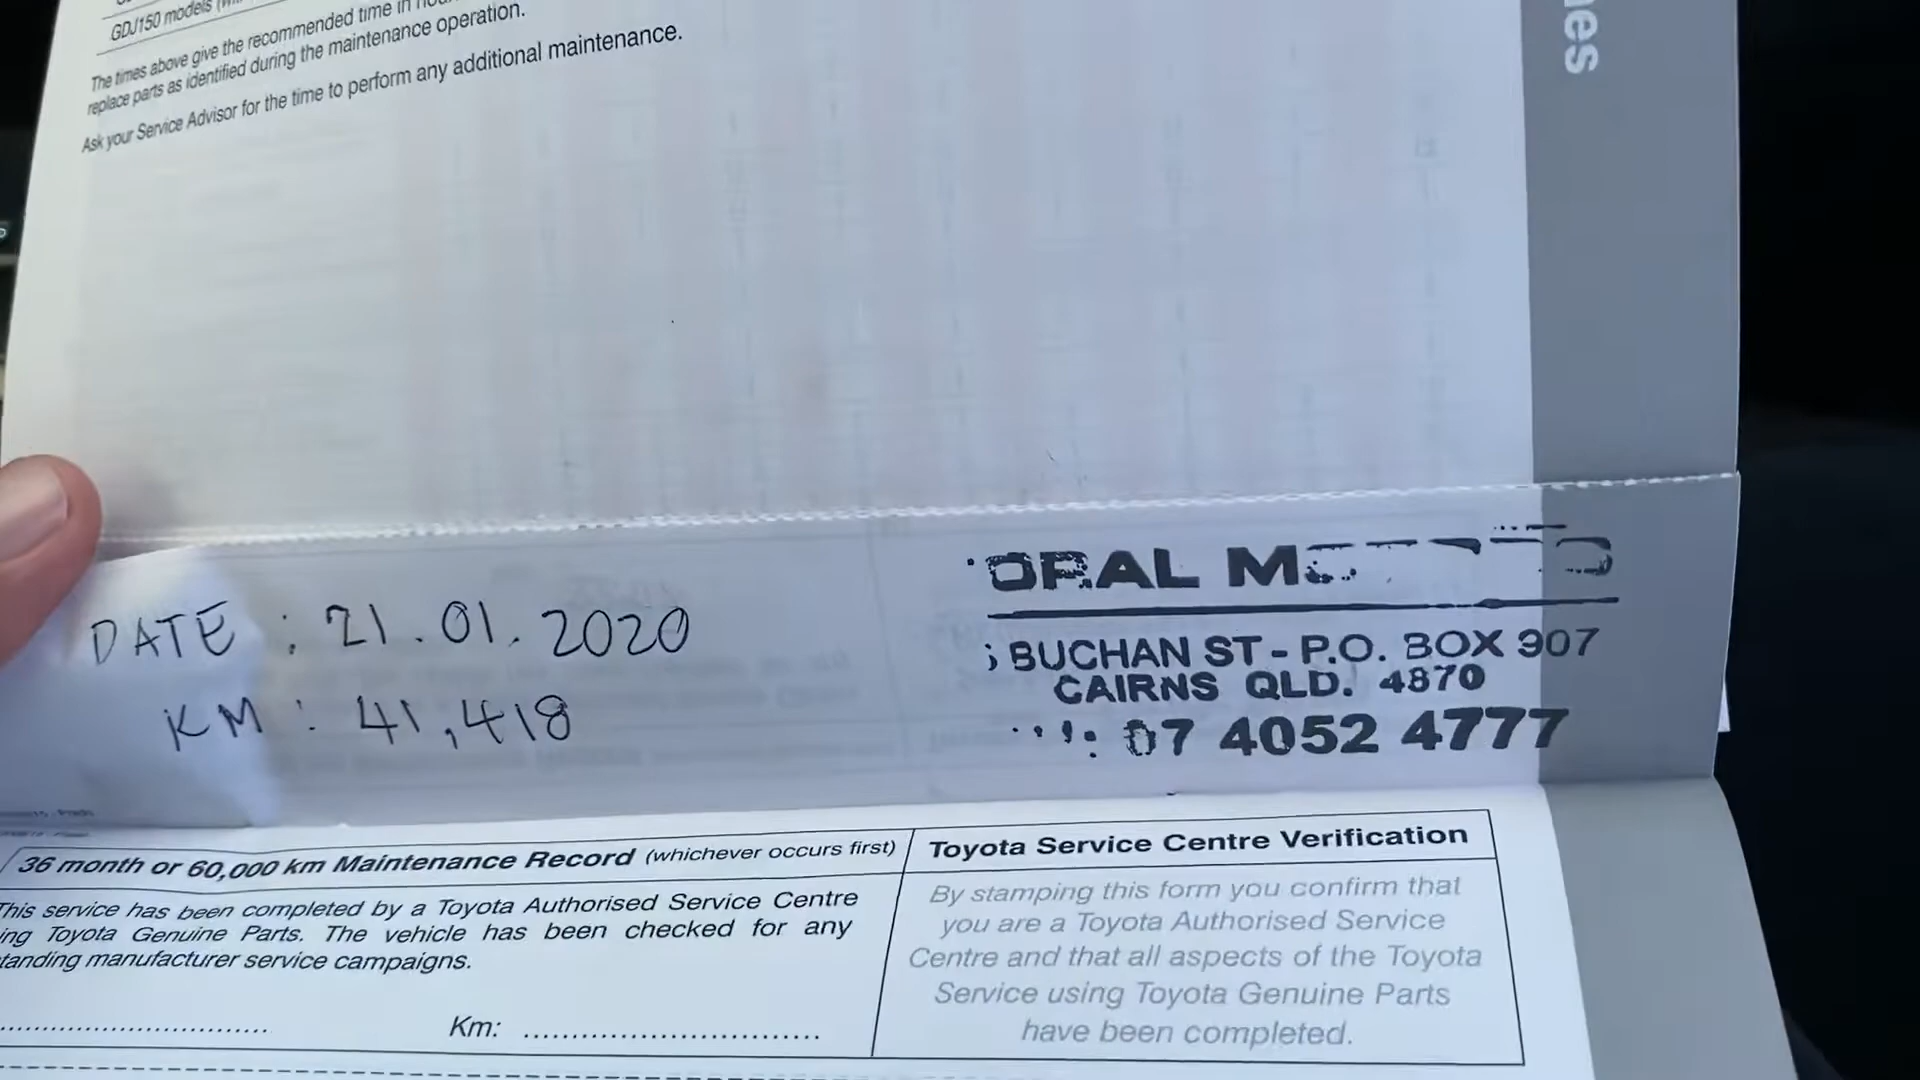 GDJ150 models
The times above give the recommended time in
replace parts as identified during the maintenance operation.
Ask your Service Advisor for the time to perform any additional maintenance.
nes
DATE : 21.01.2020
KM : 41,418
ORAL M
BUCHAN ST - P.O. BOX 907
CAIRNS QLD. 4870
: 07 4052 4777
36 month or 60,000 km Maintenance Record (whichever occurs first)
This service has been completed by a Toyota Authorised Service Centre
ing Toyota Genuine Parts. The vehicle has been checked for any
tanding manufacturer service campaigns.
Km:
Toyota Service Centre Verification
By stamping this form you confirm that
you are a Toyota Authorised Service
Centre and that all aspects of the Toyota
Service using Toyota Genuine Parts
have been completed.